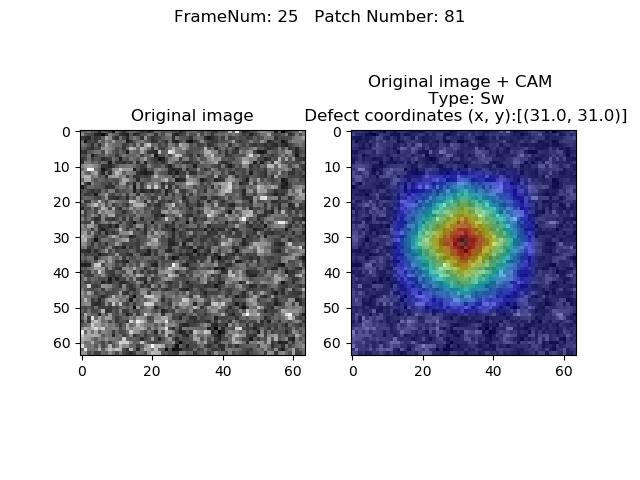 FrameNum: 25   Patch Number: 81
Original image
0
10
20
30
40
50
60
0 20 40 60
Original image + CAM
Type: Sw
Defect coordinates (x, y):[(31.0, 31.0)]
0
10
20
30
40
50
60
20 40 60